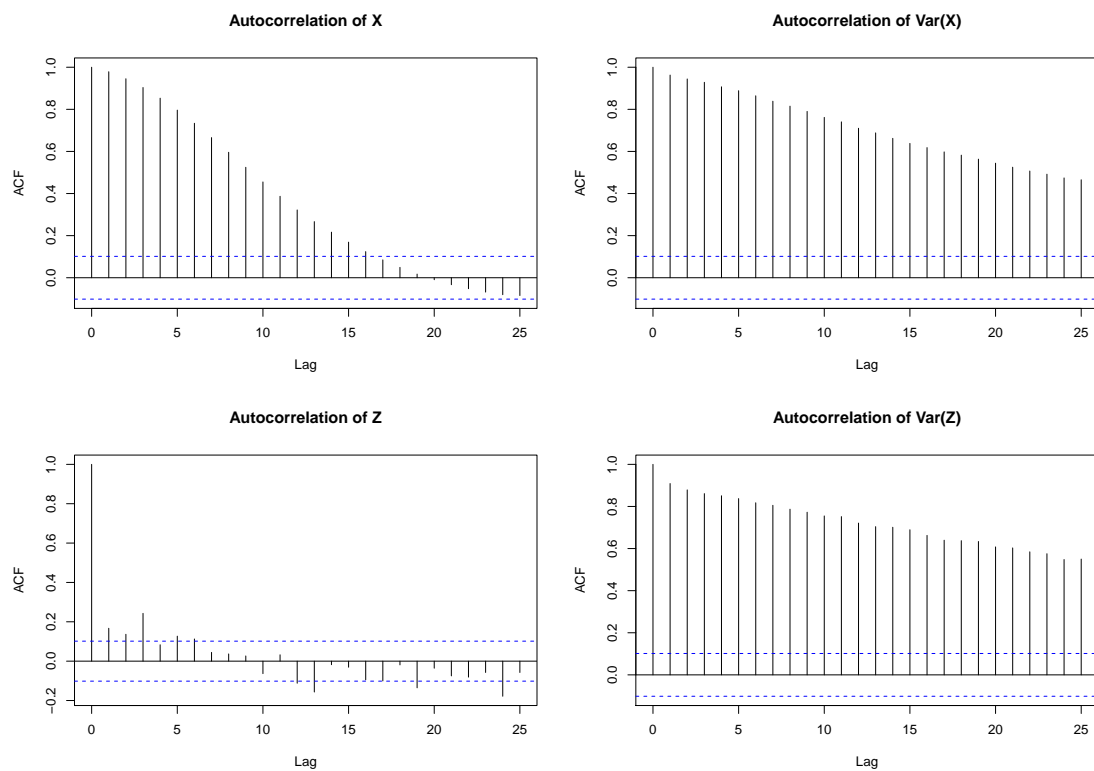 Autocorrelation of X
ACF
1.0
0.8
0.6
0.4
0.2
0.0
0 5 10 15 20 25
Lag
Autocorrelation of Var(X)
ACF
1.0
0.8
0.6
0.4
0.2
0.0
0 5 10 15 20 25
Lag
Autocorrelation of Z
ACF
1.0
0.8
0.6
0.4
0.2
0.0
−0.2
0 5 10 15 20 25
Lag
Autocorrelation of Var(Z)
ACF
1.0
0.8
0.6
0.4
0.2
0.0
0 5 10 15 20 25
Lag